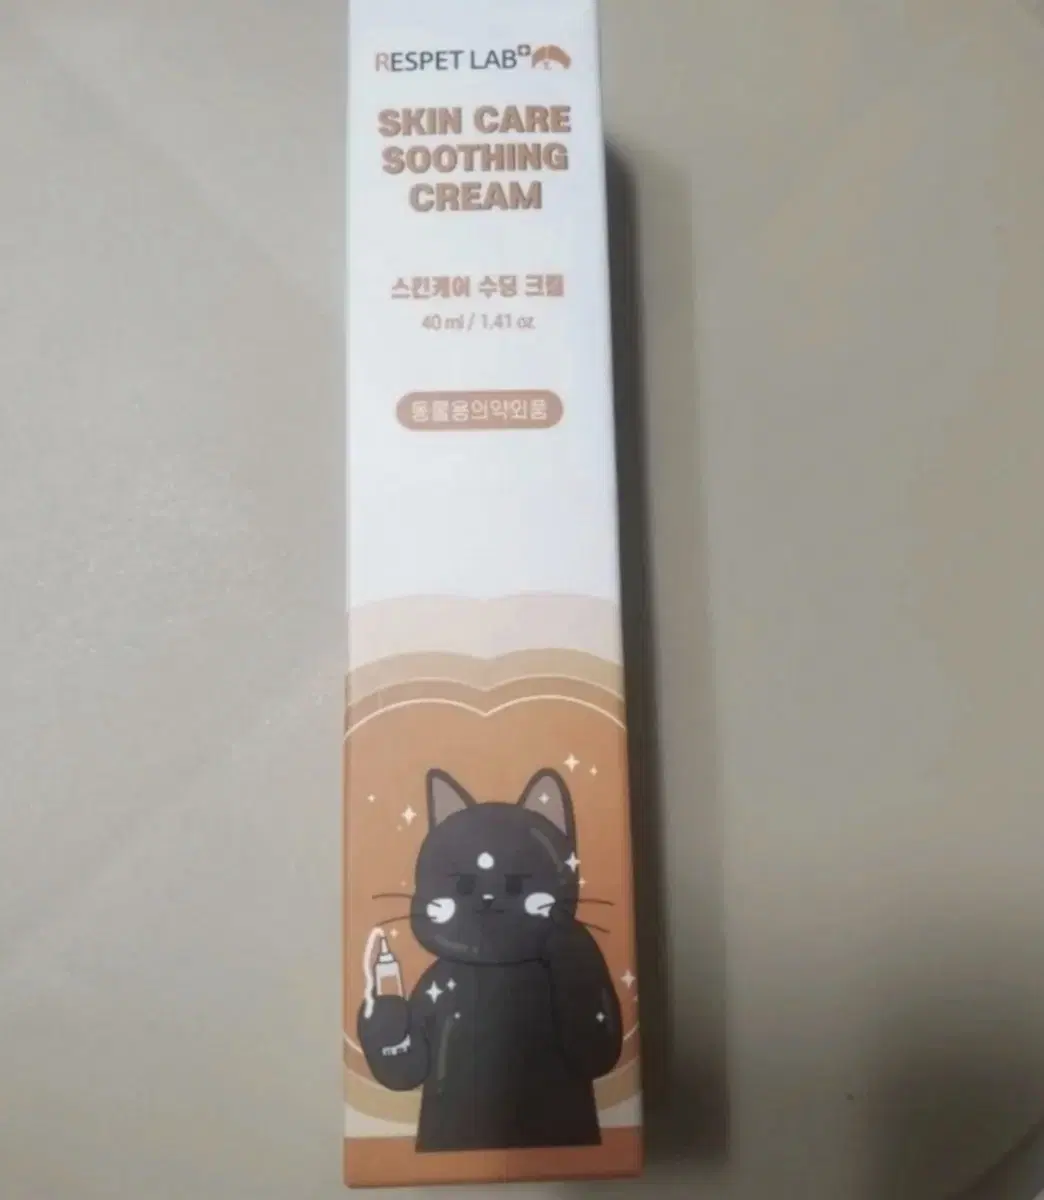 RESPET LAB
SKIN CARE
SOOTHING
CREAM
스킨케어 수딩 크림
40 ml / 1.41 oz
동물용의약외품